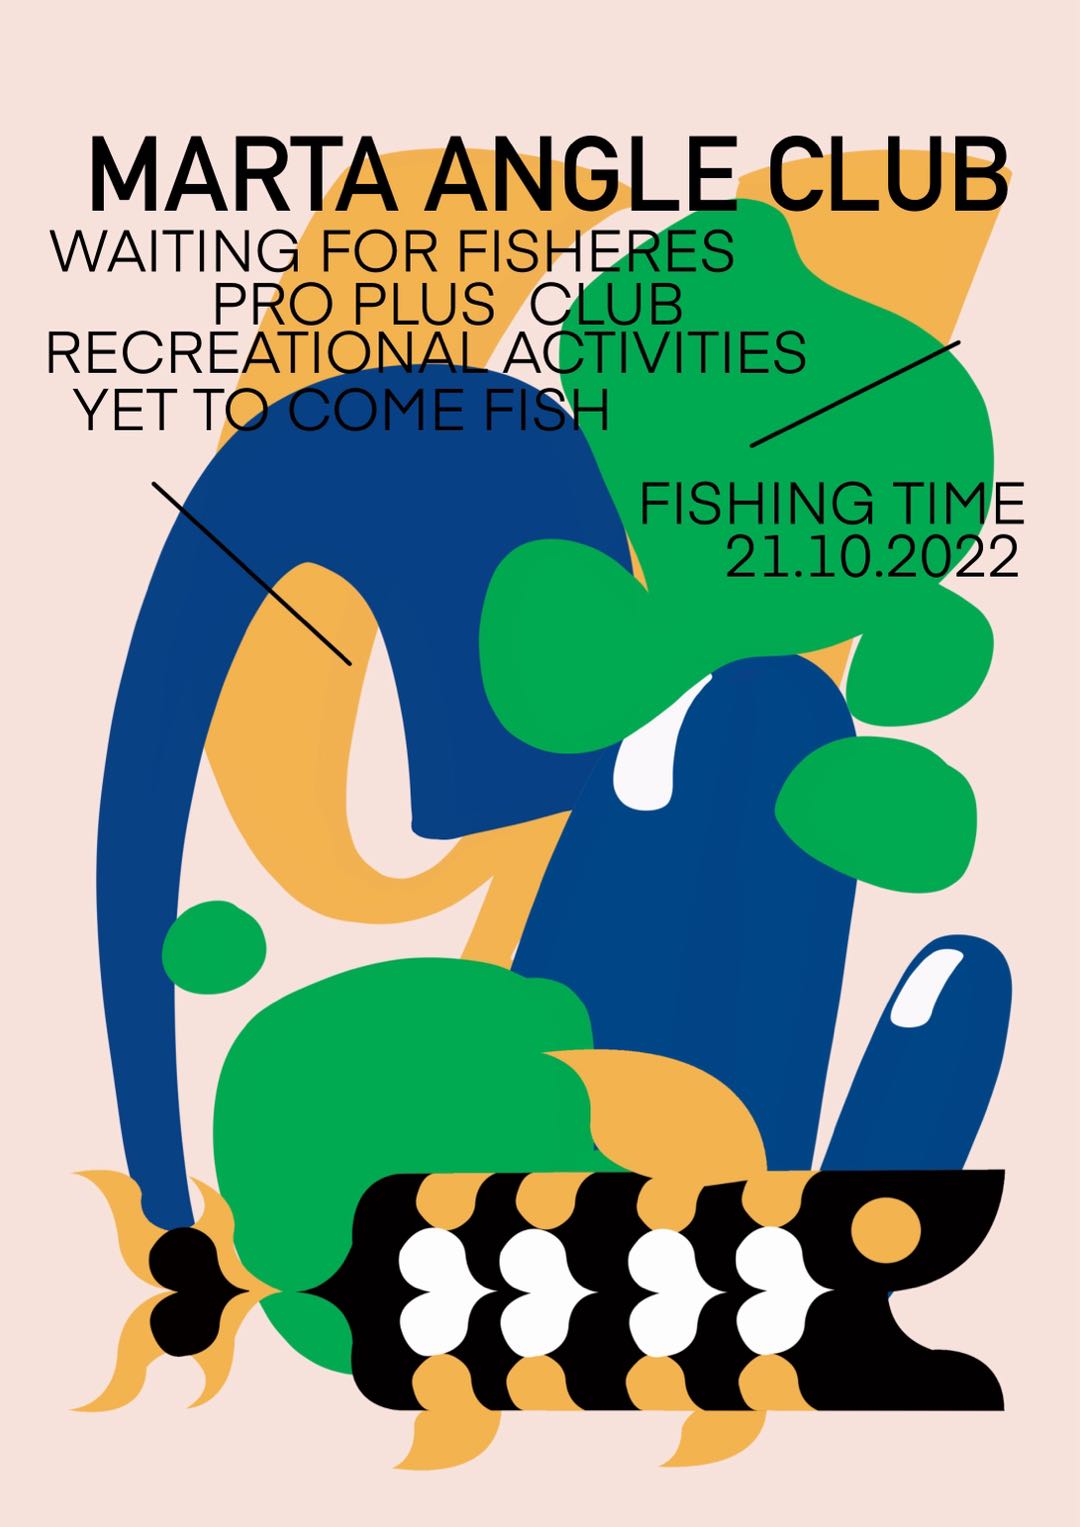 MARTA ANGLE CLUB
WAITING FOR FISHERES
PRO PLUS CLUB
RECREATIONAL ACTIVITIES
YET TO COME FISH
FISHING TIME
21.10.2022